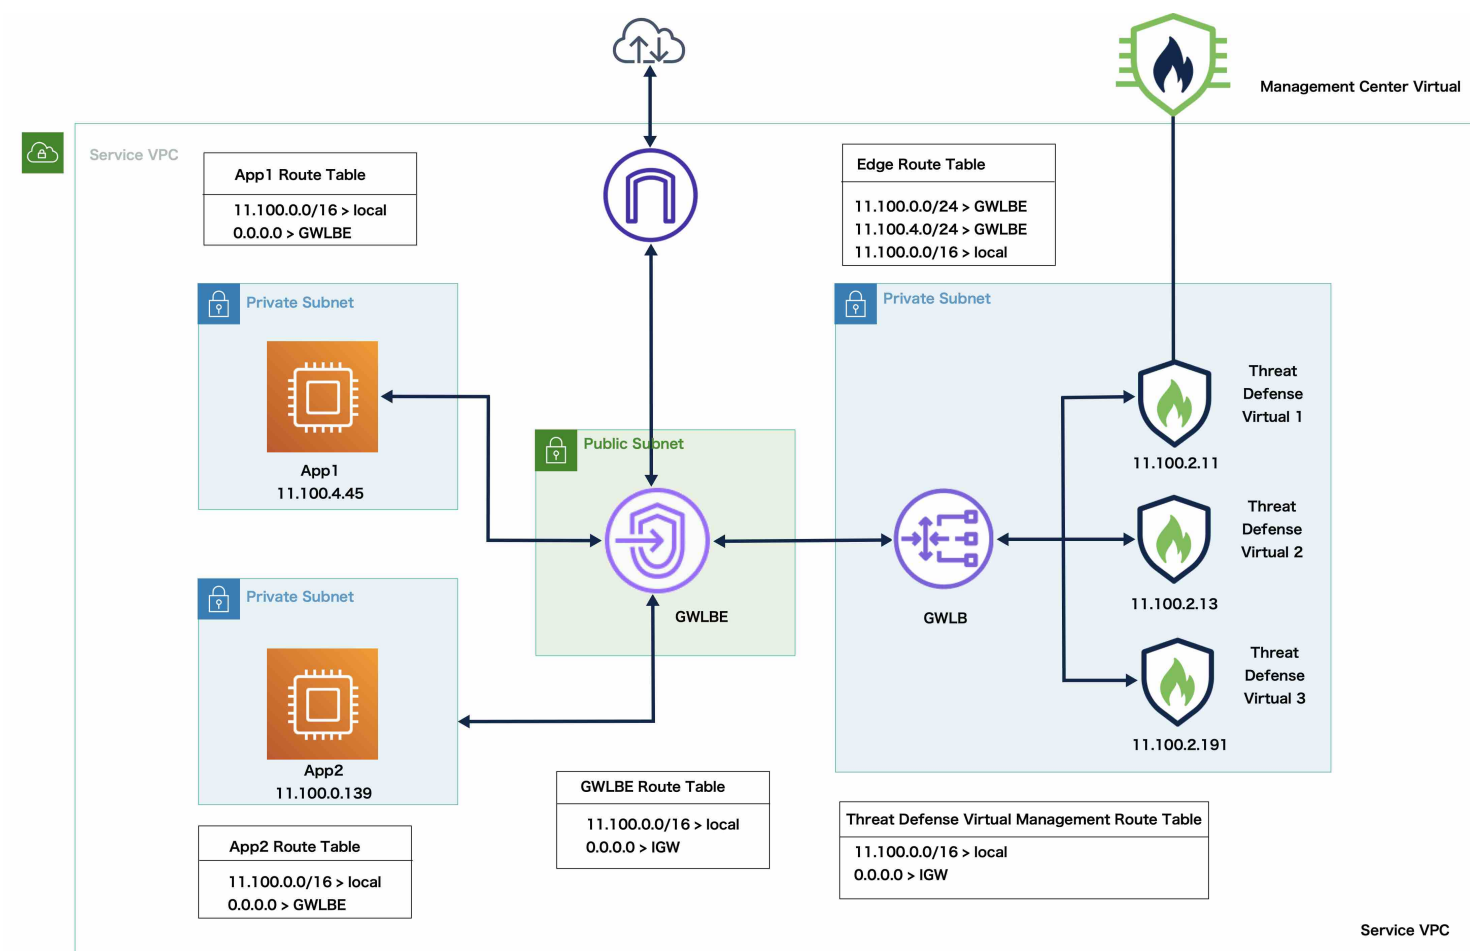 Management Center Virtual
Service VPC
App1 Route Table
11.100.0.0/16 > local
0.0.0.0 > GWLBE
Edge Route Table
11.100.0.0/24 > GWLBE
11.100.4.0/24 > GWLBE
11.100.0.0/16 > local
Private Subnet
App1
11.100.4.45
Private Subnet
Threat
Defense
Virtual 1
11.100.2.11
Public Subnet
GWLBE
GWLB
Threat
Defense
Virtual 2
11.100.2.13
Private Subnet
App2
11.100.0.139
Threat
Defense
Virtual 3
11.100.2.191
GWLBE Route Table
11.100.0.0/16 > local
0.0.0.0 > IGW
Threat Defense Virtual Management Route Table
11.100.0.0/16 > local
0.0.0.0 > IGW
App2 Route Table
11.100.0.0/16 > local
0.0.0.0 > GWLBE
Service VPC